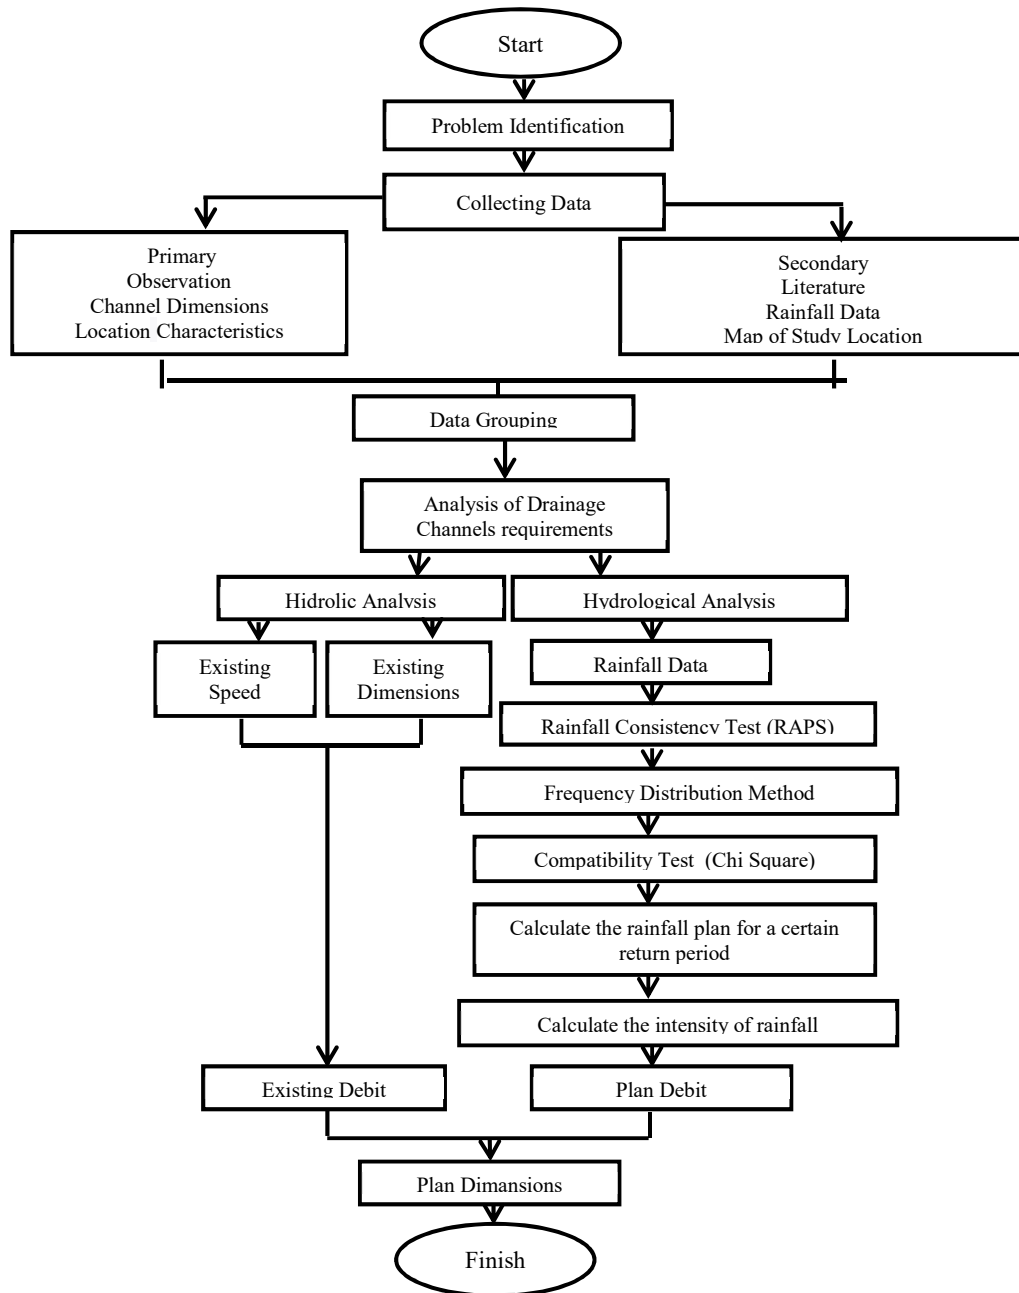 Start
Problem Identification
Collecting Data
Primary
Observation
Channel Dimensions
Location Characteristics
Secondary
Literature
Rainfall Data
Map of Study Location
Data Grouping
Analysis of Drainage
Channels requirements
Hidrolic Analysis
Hydrological Analysis
Existing
Speed
Existing
Dimensions
Rainfall Data
Rainfall Consistency Test (RAPS)
Frequency Distribution Method
Compatibility Test (Chi Square)
Calculate the rainfall plan for a certain
return period
Calculate the intensity of rainfall
Existing Debit
Plan Debit
Plan Dimansions
Finish